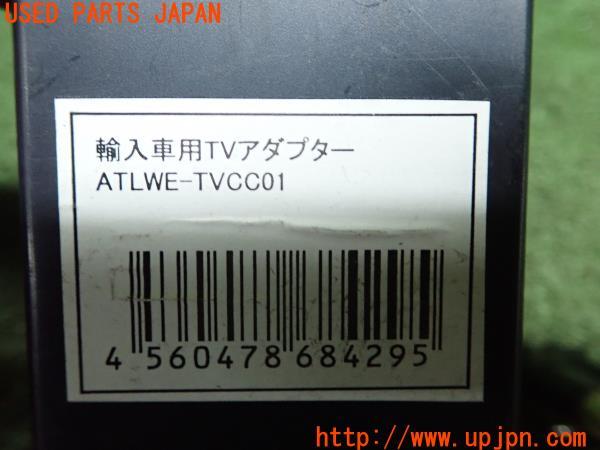 USED PARTS JAPAN
輸入車用TVアダプター
ATLWE-TVCC01
4 560478 684295
http://www.upjpn.com